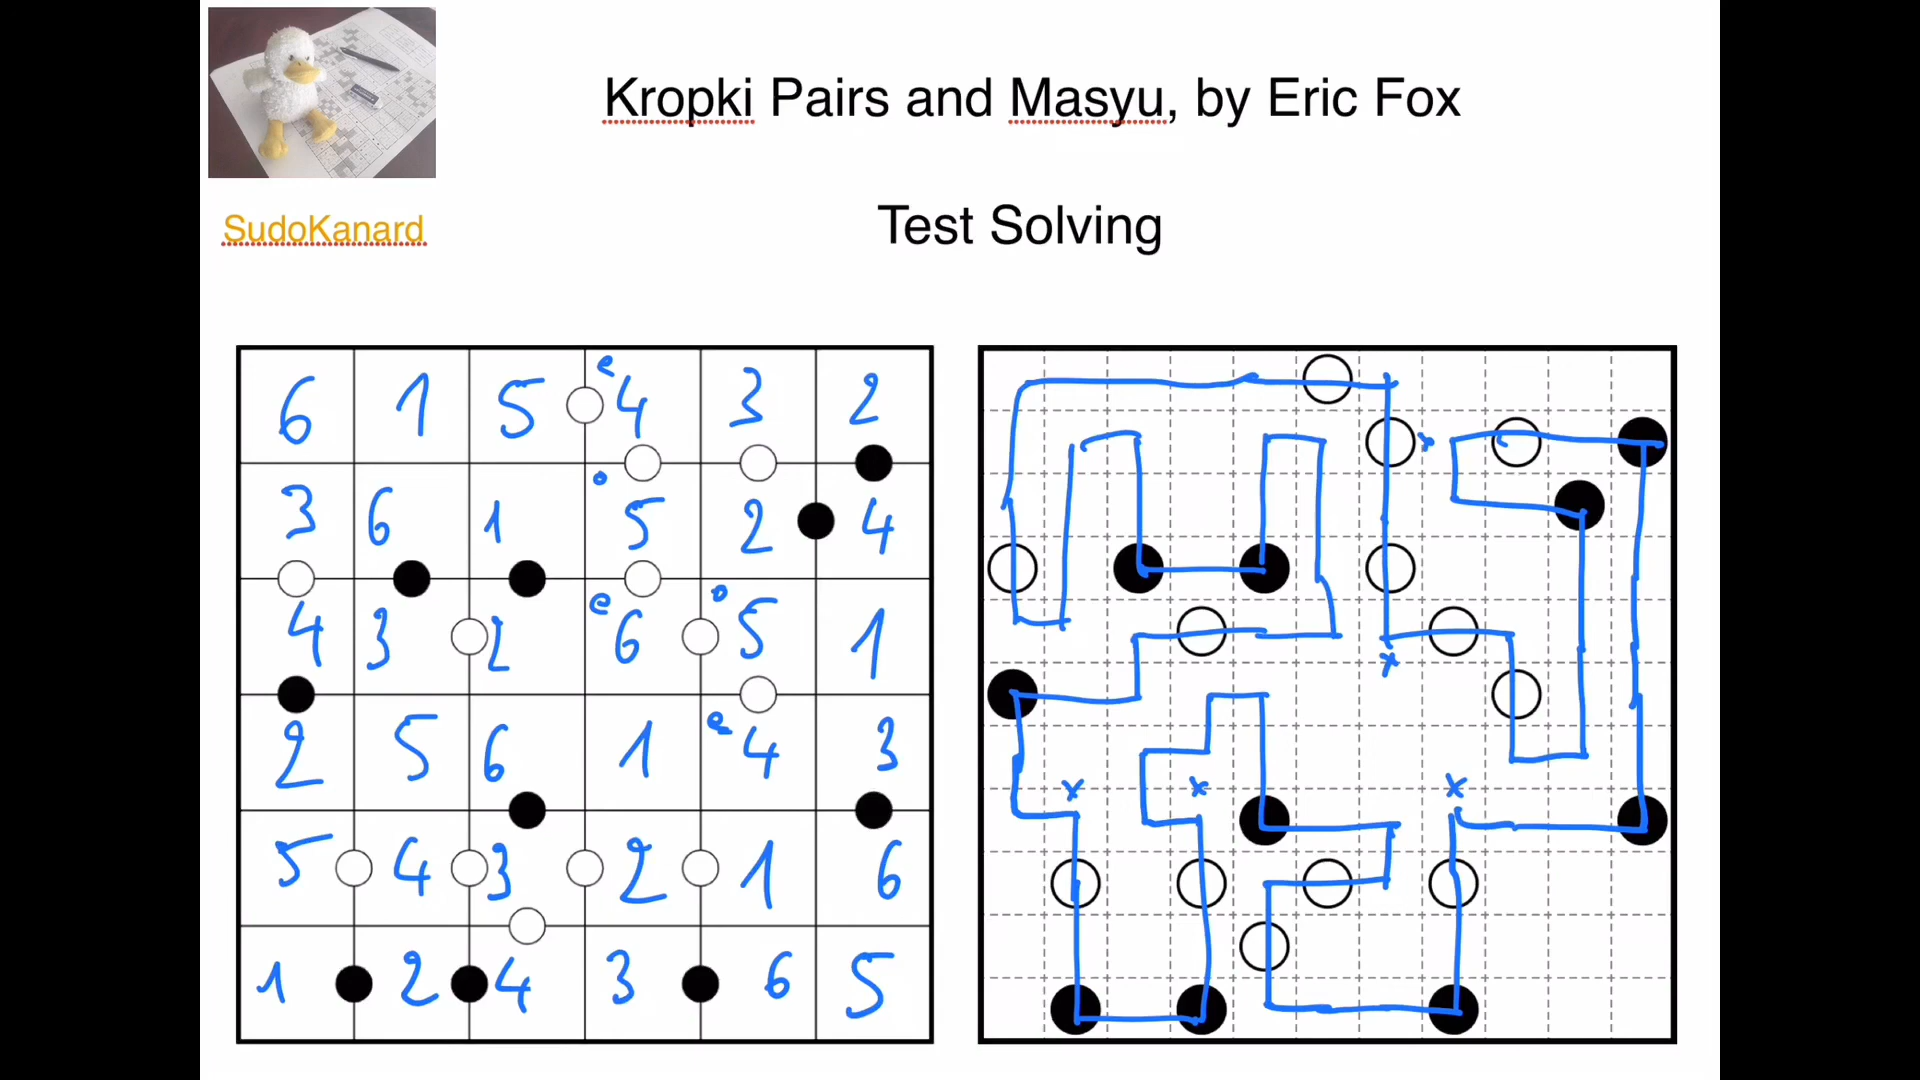 Kropki Pairs and Masyu, by Eric Fox
SudoKanard
Test Solving
e
6 1 5 4 3 2
o
3 6 1 5 2 4
e o
4 3 2 6 5 1
e
2 5 6 1 4 3
5 4 3 2 1 6
1 2 4 3 6 5
x
x
x x x